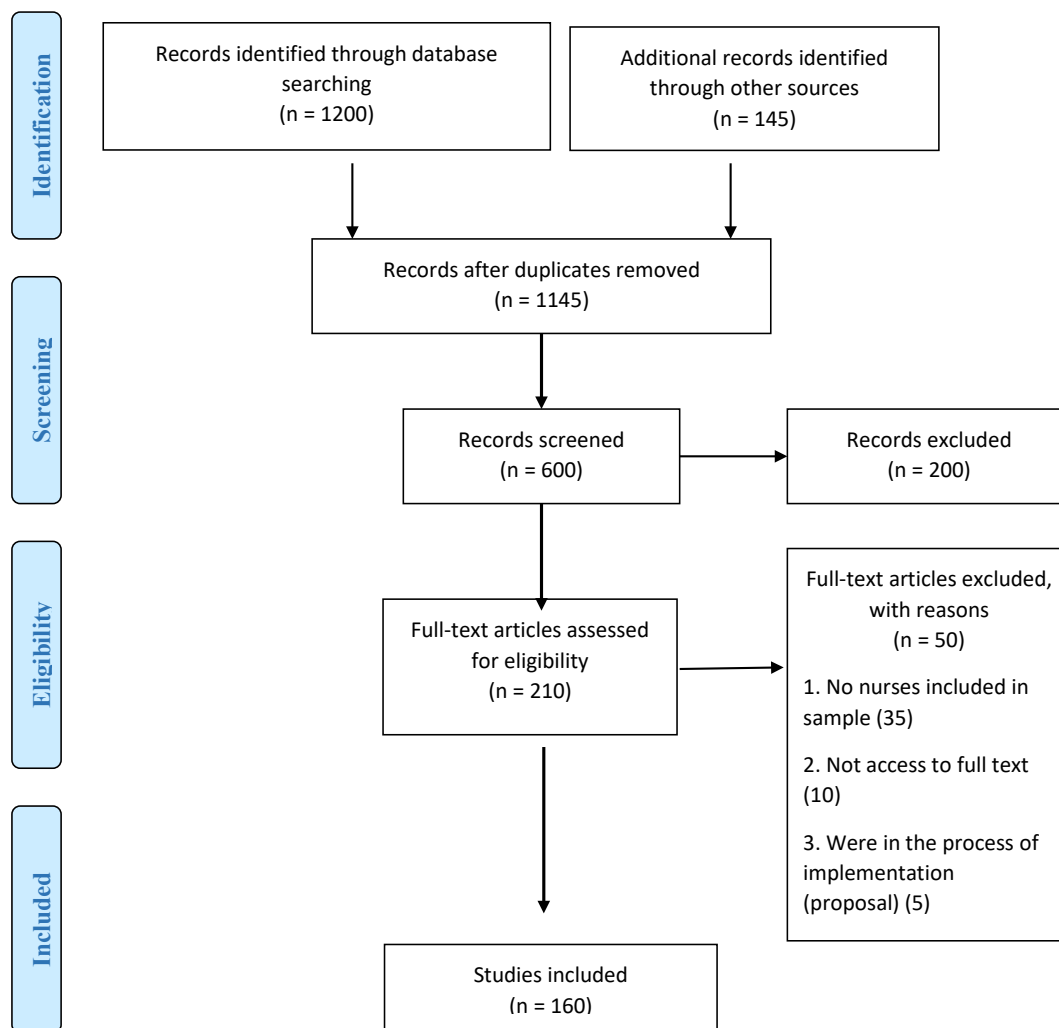 Identification
Records identified through database
searching
(n = 1200)
Additional records identified
through other sources
(n = 145)
Records after duplicates removed
(n = 1145)
Screening
Records screened
(n = 600)
Records excluded
(n = 200)
Eligibility
Full-text articles assessed
for eligibility
(n = 210)
Full-text articles excluded,
with reasons
(n = 50)
1. No nurses included in
sample (35)
2. Not access to full text
(10)
3. Were in the process of
implementation
(proposal) (5)
Included
Studies included
(n = 160)